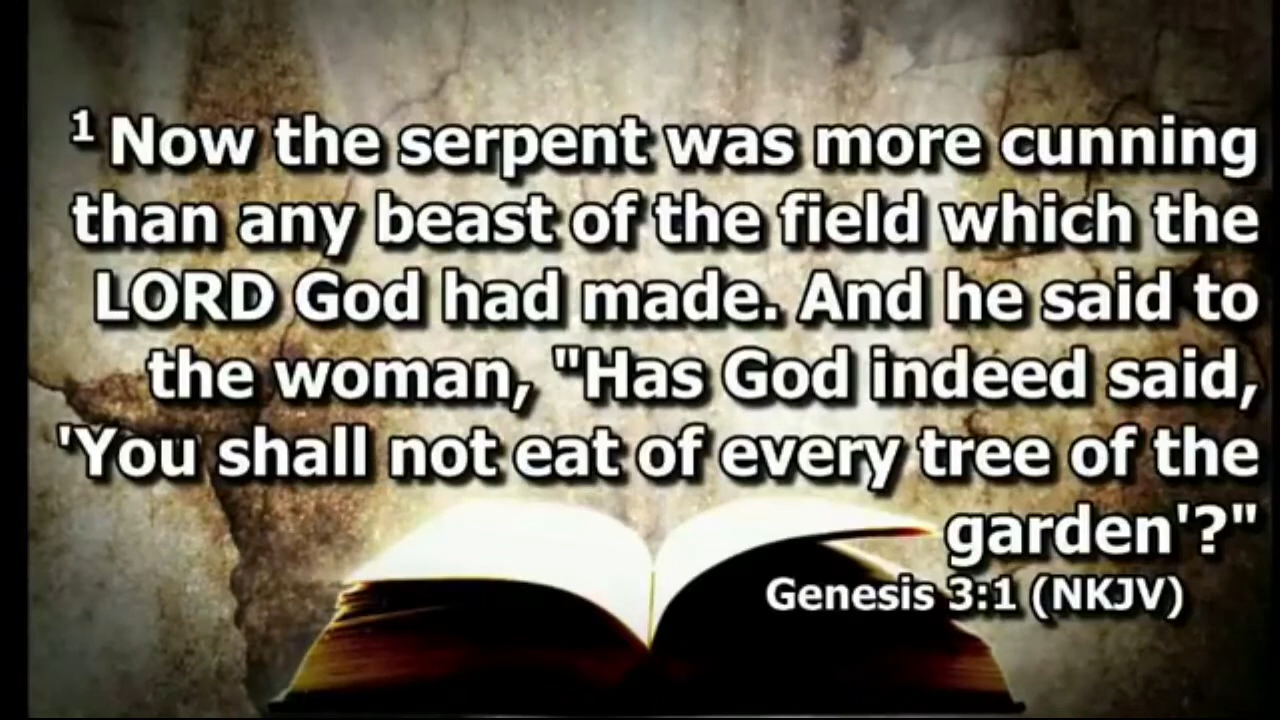 1 Now the serpent was more cunning
than any beast of the field which the
LORD God had made. And he said to
the woman, "Has God indeed said,
'You shall not eat of every tree of the
garden'?"
Genesis 3:1 (NKJV)